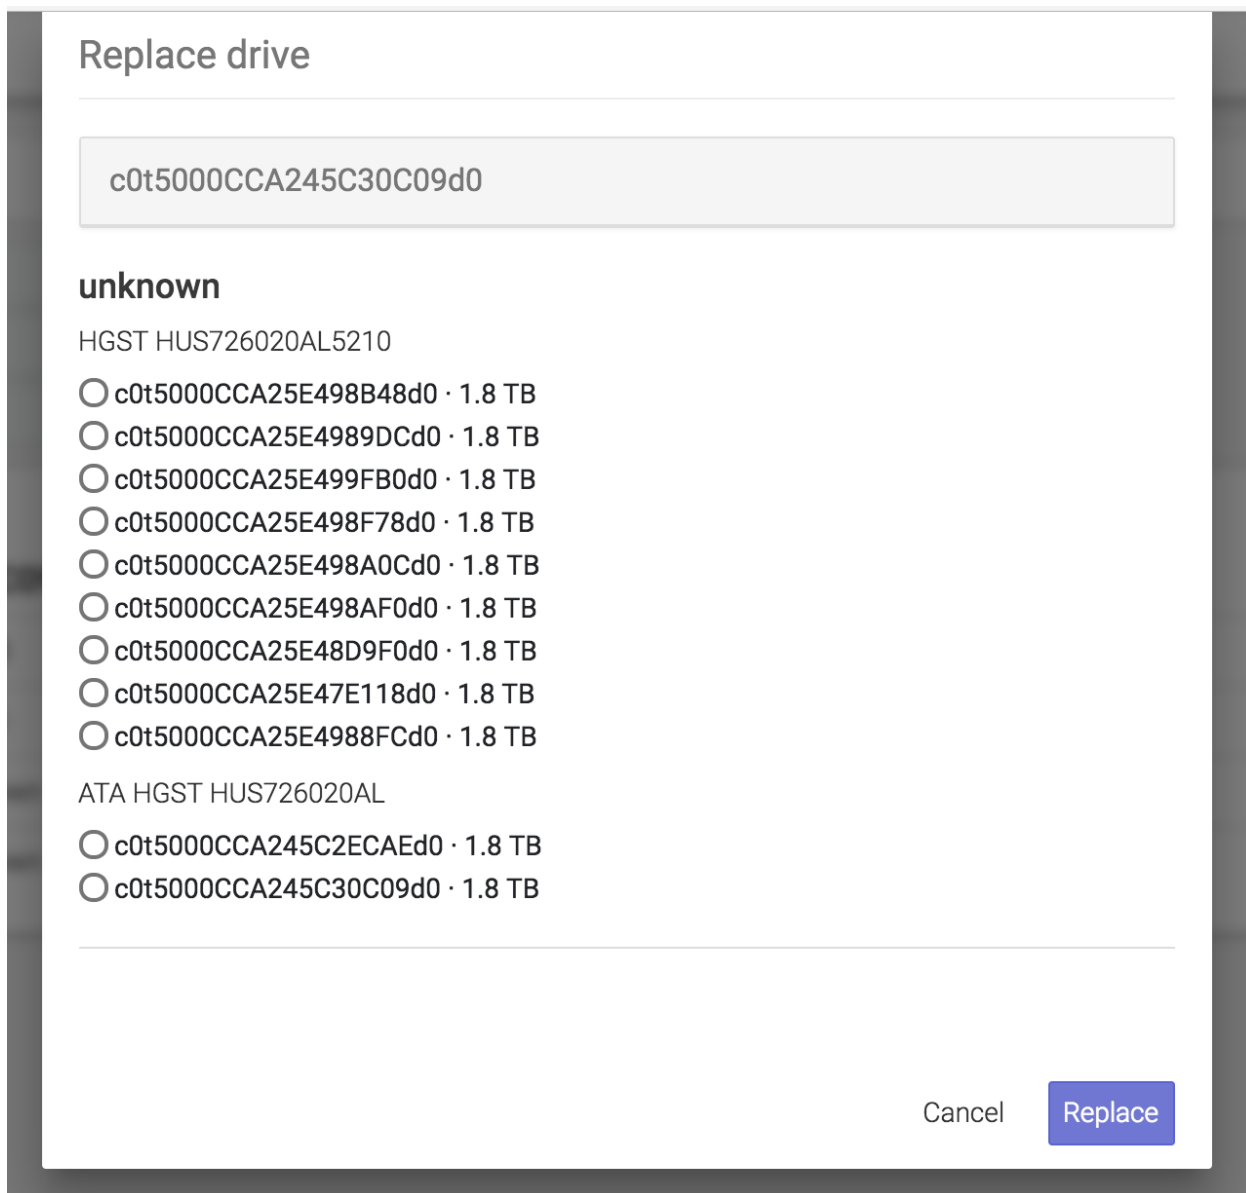 Replace drive
c0t5000CCA245C30C09d0
unknown
HGST HUS726020AL5210
c0t5000CCA25E498B48d0 · 1.8 TB
c0t5000CCA25E4989DCd0 · 1.8 TB
c0t5000CCA25E499FB0d0 · 1.8 TB
c0t5000CCA25E498F78d0 · 1.8 TB
c0t5000CCA25E498A0Cd0 · 1.8 TB
c0t5000CCA25E498AF0d0 · 1.8 TB
c0t5000CCA25E48D9F0d0 · 1.8 TB
c0t5000CCA25E47E118d0 · 1.8 TB
c0t5000CCA25E4988FCd0 · 1.8 TB
ATA HGST HUS726020AL
c0t5000CCA245C2ECAEd0 · 1.8 TB
c0t5000CCA245C30C09d0 · 1.8 TB
Cancel
Replace